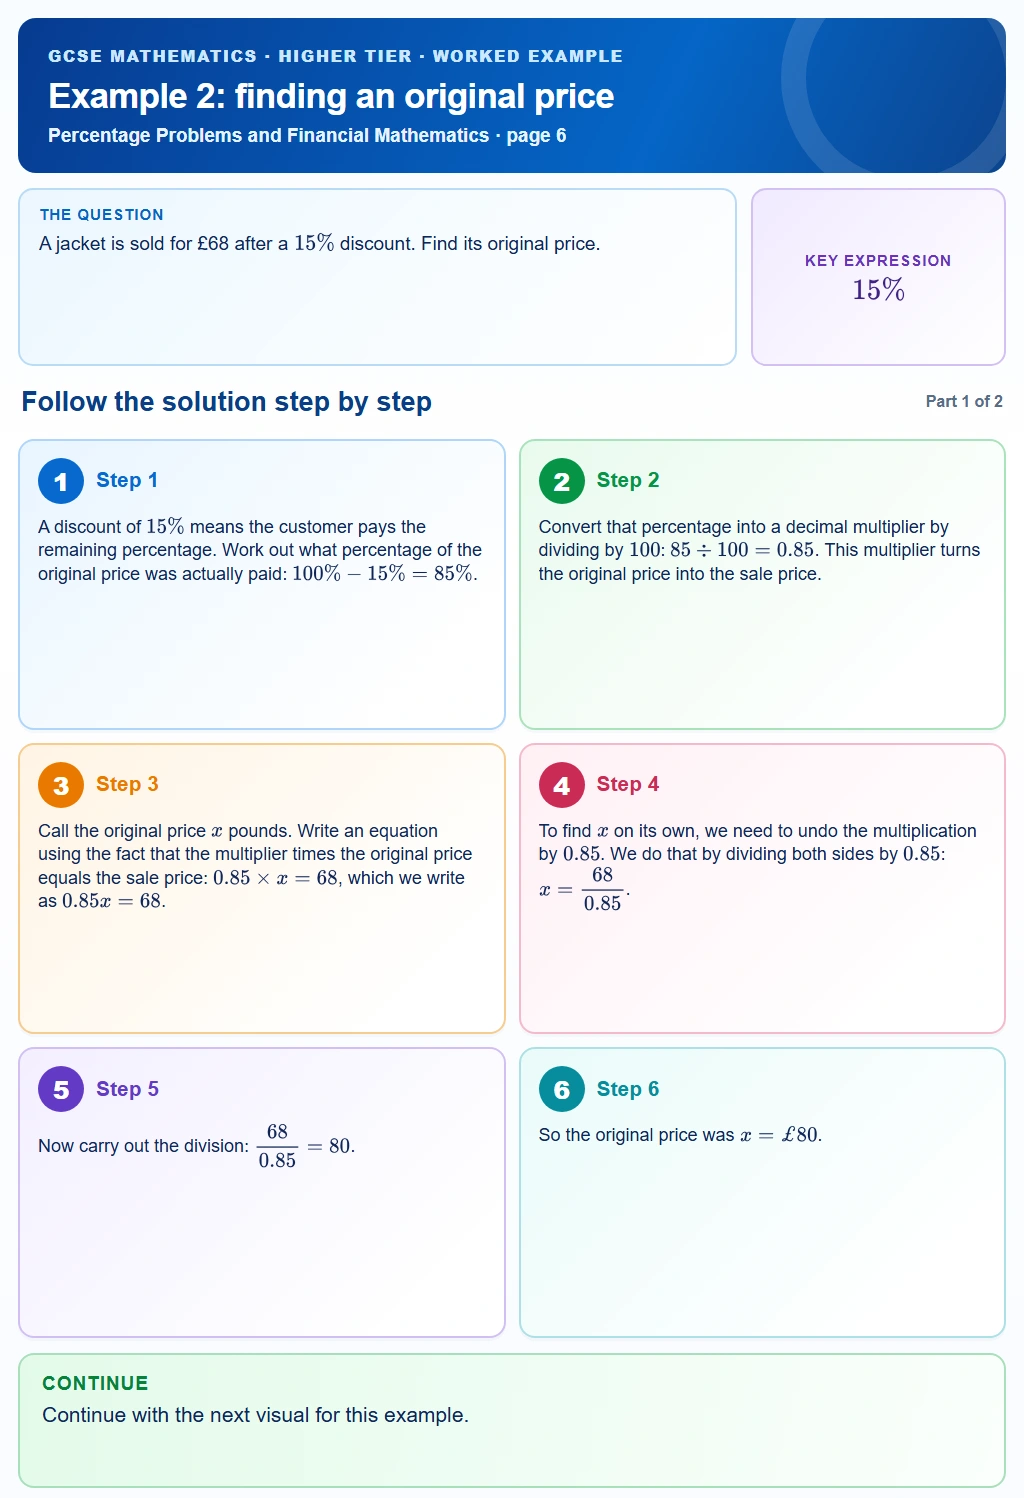 GCSE MATHEMATICS · HIGHER TIER · WORKED EXAMPLE
Example 2: finding an original price
Percentage Problems and Financial Mathematics · page 6
THE QUESTION
A jacket is sold for £68 after a 15% discount. Find its original price.
KEY EXPRESSION
15%
Follow the solution step by step
Part 1 of 2
1 Step 1
A discount of 15% means the customer pays the
remaining percentage. Work out what percentage of the
original price was actually paid: 100% − 15% = 85%.
2 Step 2
Convert that percentage into a decimal multiplier by
dividing by 100: 85 ÷ 100 = 0.85. This multiplier turns
the original price into the sale price.
3 Step 3
Call the original price x pounds. Write an equation
using the fact that the multiplier times the original price
equals the sale price: 0.85 × x = 68, which we write
as 0.85x = 68.
4 Step 4
To find x on its own, we need to undo the multiplication
by 0.85. We do that by dividing both sides by 0.85:
x = 68/0.85.
5 Step 5
Now carry out the division: 68/0.85 = 80.
6 Step 6
So the original price was x = £80.
CONTINUE
Continue with the next visual for this example.